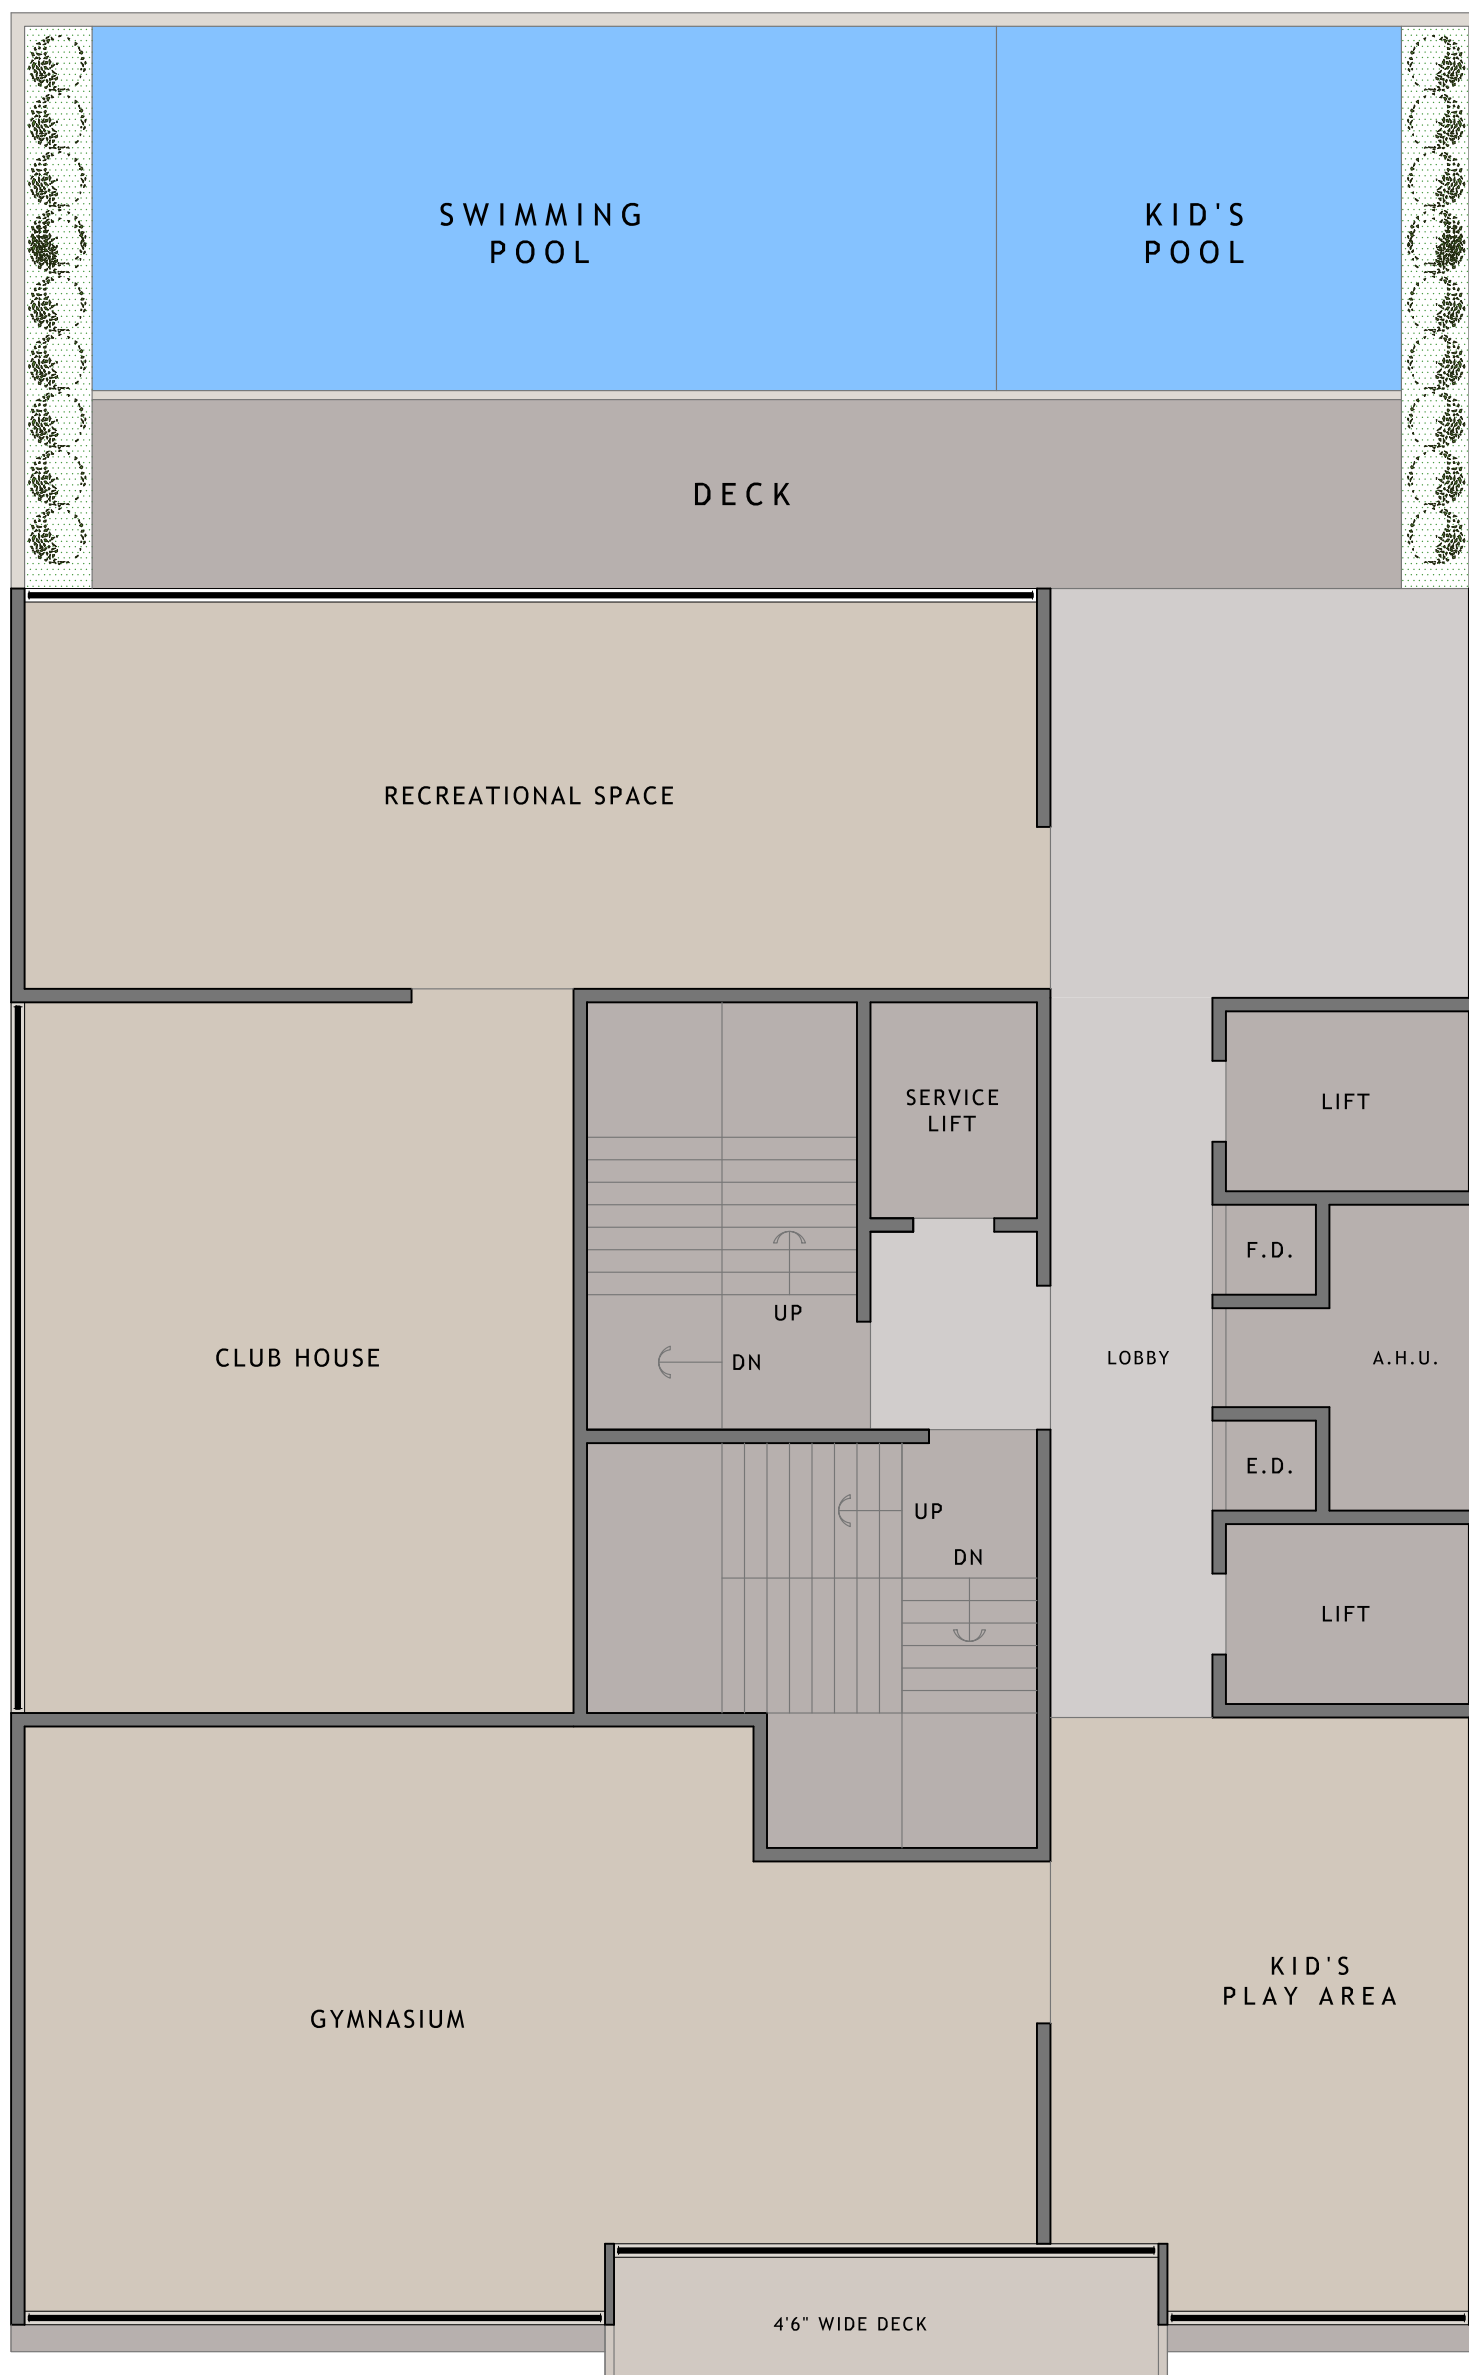 SWIMMING
POOL
KID'S
POOL
DECK
RECREATIONAL SPACE
SERVICE
LIFT
LIFT
F.D.
UP
DN
CLUB HOUSE
LOBBY
A.H.U.
E.D.
UP
DN
LIFT
KID'S
PLAY AREA
GYMNASIUM
4'6" WIDE DECK